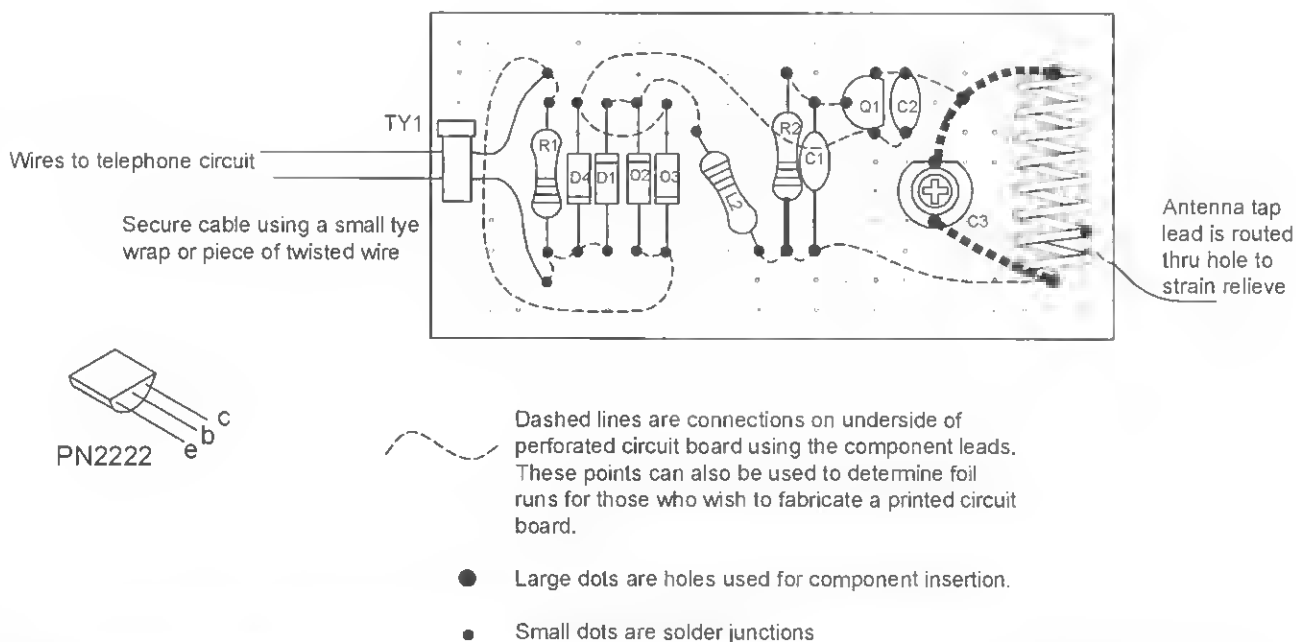 TY1
Wires to telephone circuit
Secure cable using a small tye
wrap or piece of twisted wire
R1
D4
D1
D2
D3
L2
R2
C1
Q1
C2
C3
Antenna tap
lead is routed
thru hole to
strain relieve
c
b
e
PN2222
Dashed lines are connections on underside of
perforated circuit board using the component leads.
These points can also be used to determine foil
runs for those who wish to fabricate a printed circuit
board.
Large dots are holes used for component insertion.
Small dots are solder junctions